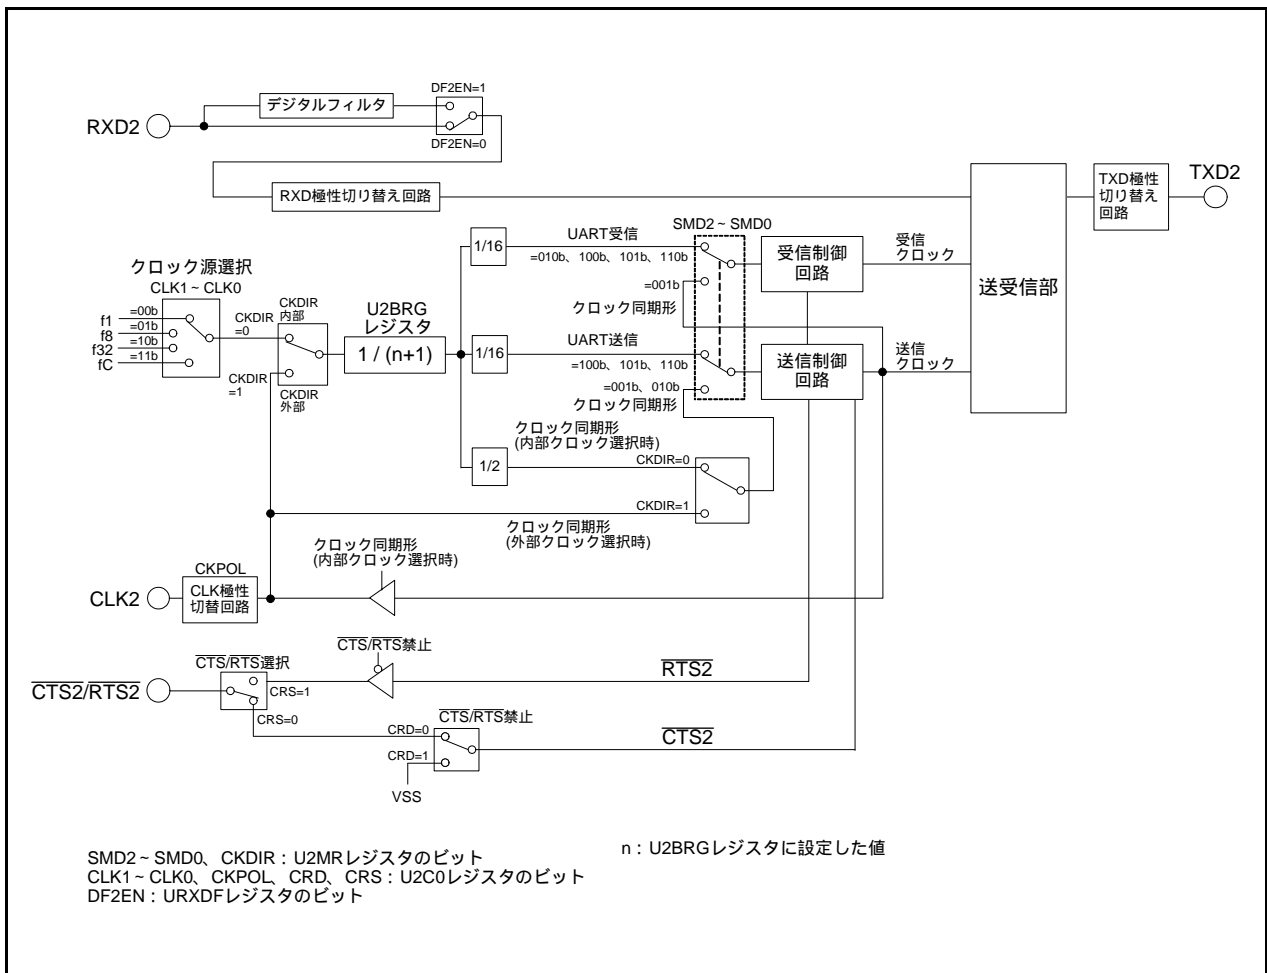 DF2EN=1
デジタルフィルタ
RXD2
DF2EN=0
RXD極性切り替え回路
TXD極性
切り替え
回路
TXD2
SMD2~SMD0
1/16
UART受信
=010b、100b、101b、110b
=001b
クロック同期形
受信制御
回路
受信
クロック
送受信部
クロック源選択
CLK1~CLK0
f1
=00b
f8
=01b
f32
=10b
fC
=11b
CKDIR
=0
CKDIR
内部
CKDIR
=1
CKDIR
外部
U2BRG
レジスタ
1 / (n+1)
1/16
UART送信
=100b、101b、110b
=001b、010b
クロック同期形
送信制御
回路
送信
クロック
クロック同期形
(内部クロック選択時)
1/2
CKDIR=0
CKDIR=1
クロック同期形
(外部クロック選択時)
クロック同期形
(内部クロック選択時)
CKPOL
CLK2
CLK極性
切替回路
CTS/RTS禁止
CTS/RTS選択
RTS2
CTS2/RTS2
CRS=1
CRS=0
CTS/RTS禁止
CRD=0
CTS2
CRD=1
VSS
SMD2~SMD0、CKDIR:U2MRレジスタのビット
CLK1~CLK0、CKPOL、CRD、CRS:U2C0レジスタのビット
DF2EN:URXDFレジスタのビット
n:U2BRGレジスタに設定した値